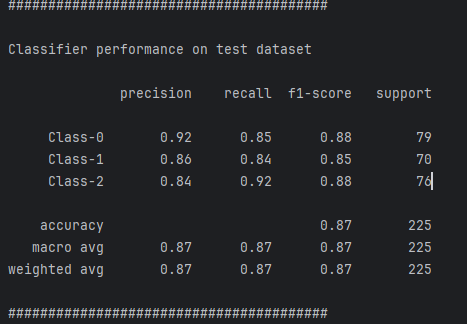 ########################################
Classifier performance on test dataset
precision recall f1-score support
Class-0 0.92 0.85 0.88 79
Class-1 0.86 0.84 0.85 70
Class-2 0.84 0.92 0.88 76
accuracy 0.87 225
macro avg 0.87 0.87 0.87 225
weighted avg 0.87 0.87 0.87 225
########################################